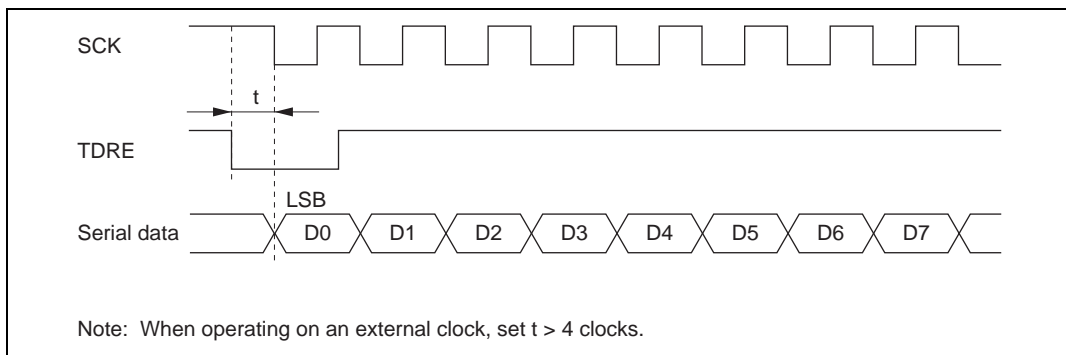 SCK
t
TDRE
LSB
Serial data D0 D1 D2 D3 D4 D5 D6 D7
Note: When operating on an external clock, set t > 4 clocks.